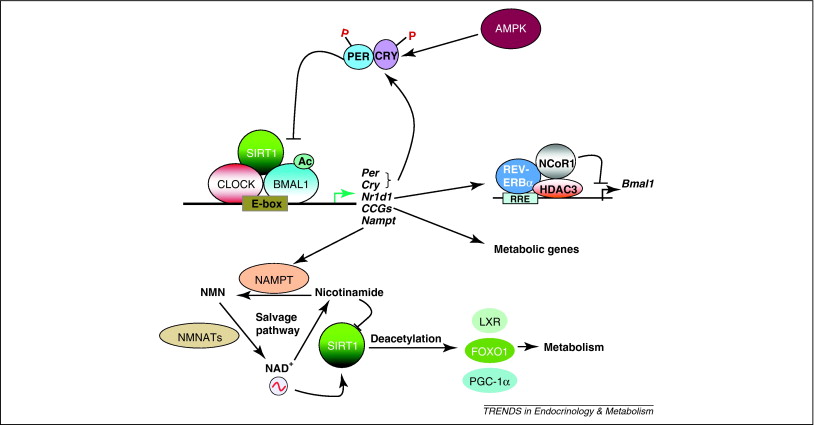 AMPK
P
P
PER
CRY
SIRT1
Ac
CLOCK
BMAL1
E-box
Per
Cry
Nr1d1
CCGs
Nampt
REV-
ERBα
NCoR1
HDAC3
RRE
Bmal1
Metabolic genes
NAMPT
NMN
Nicotinamide
Salvage
pathway
NMNATs
NAD+
SIRT1
Deacetylation
LXR
FOXO1
PGC-1α
Metabolism
TRENDS in Endocrinology & Metabolism